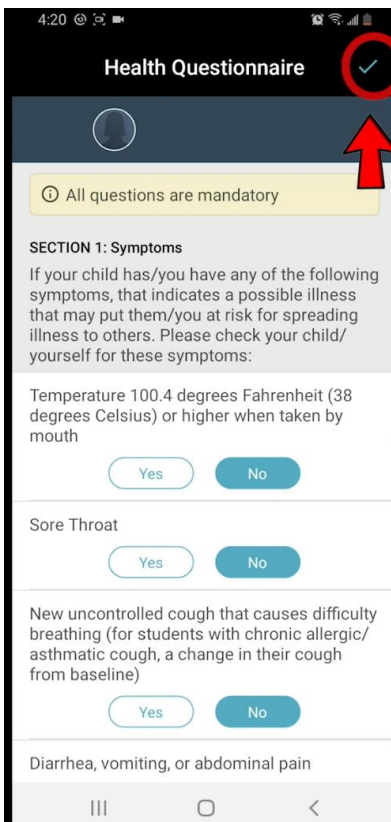 4:20
Health Questionnaire
All questions are mandatory
SECTION 1: Symptoms
If your child has/you have any of the following
symptoms, that indicates a possible illness
that may put them/you at risk for spreading
illness to others. Please check your child/
yourself for these symptoms:
Temperature 100.4 degrees Fahrenheit (38
degrees Celsius) or higher when taken by
mouth
Yes No
Sore Throat
Yes No
New uncontrolled cough that causes difficulty
breathing (for students with chronic allergic/
asthmatic cough, a change in their cough
from baseline)
Yes No
Diarrhea, vomiting, or abdominal pain